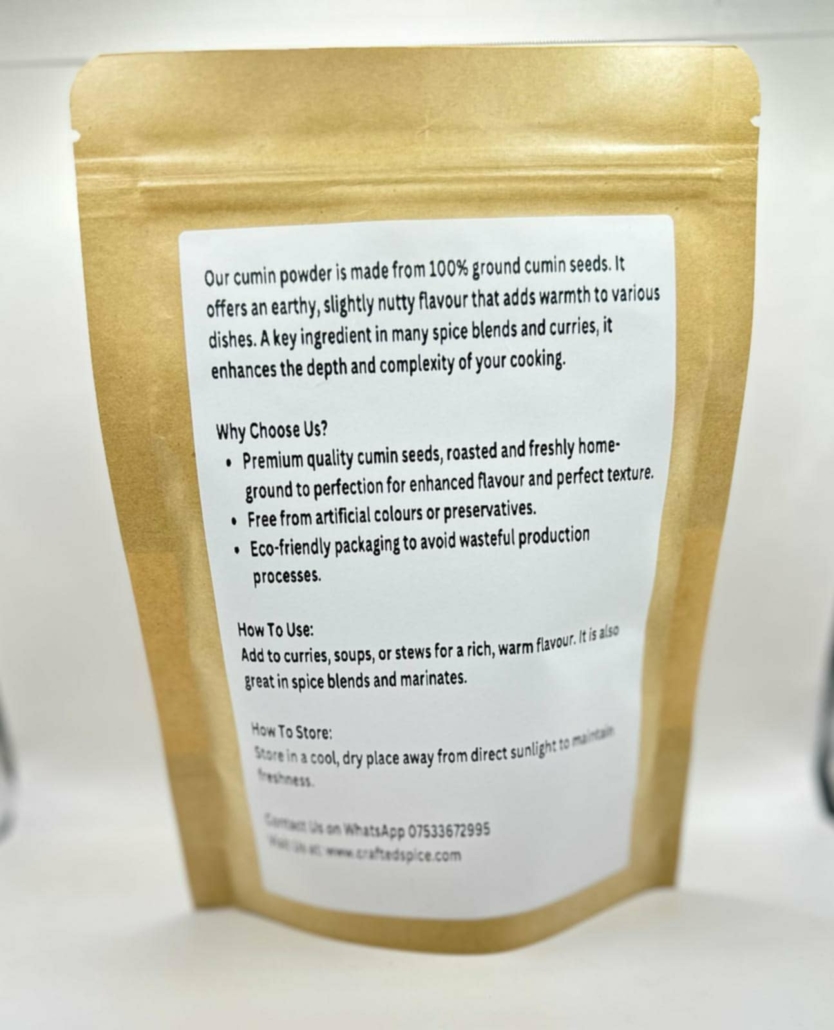 Our cumin powder is made from 100% ground cumin seeds. It
offers an earthy, slightly nutty flavour that adds warmth to various
dishes. A key ingredient in many spice blends and curries, it
enhances the depth and complexity of your cooking.
Why Choose Us?
• Premium quality cumin seeds, roasted and freshly home-
ground to perfection for enhanced flavour and perfect texture.
• Free from artificial colours or preservatives.
• Eco-friendly packaging to avoid wasteful production
processes.
How To Use:
Add to curries, soups, or stews for a rich, warm flavour. It is also
great in spice blends and marinates.
How To Store:
Store in a cool, dry place away from direct sunlight to maintain
freshness.
Contact Us on WhatsApp 07533672995
Visit Us at: www.craftedspice.com